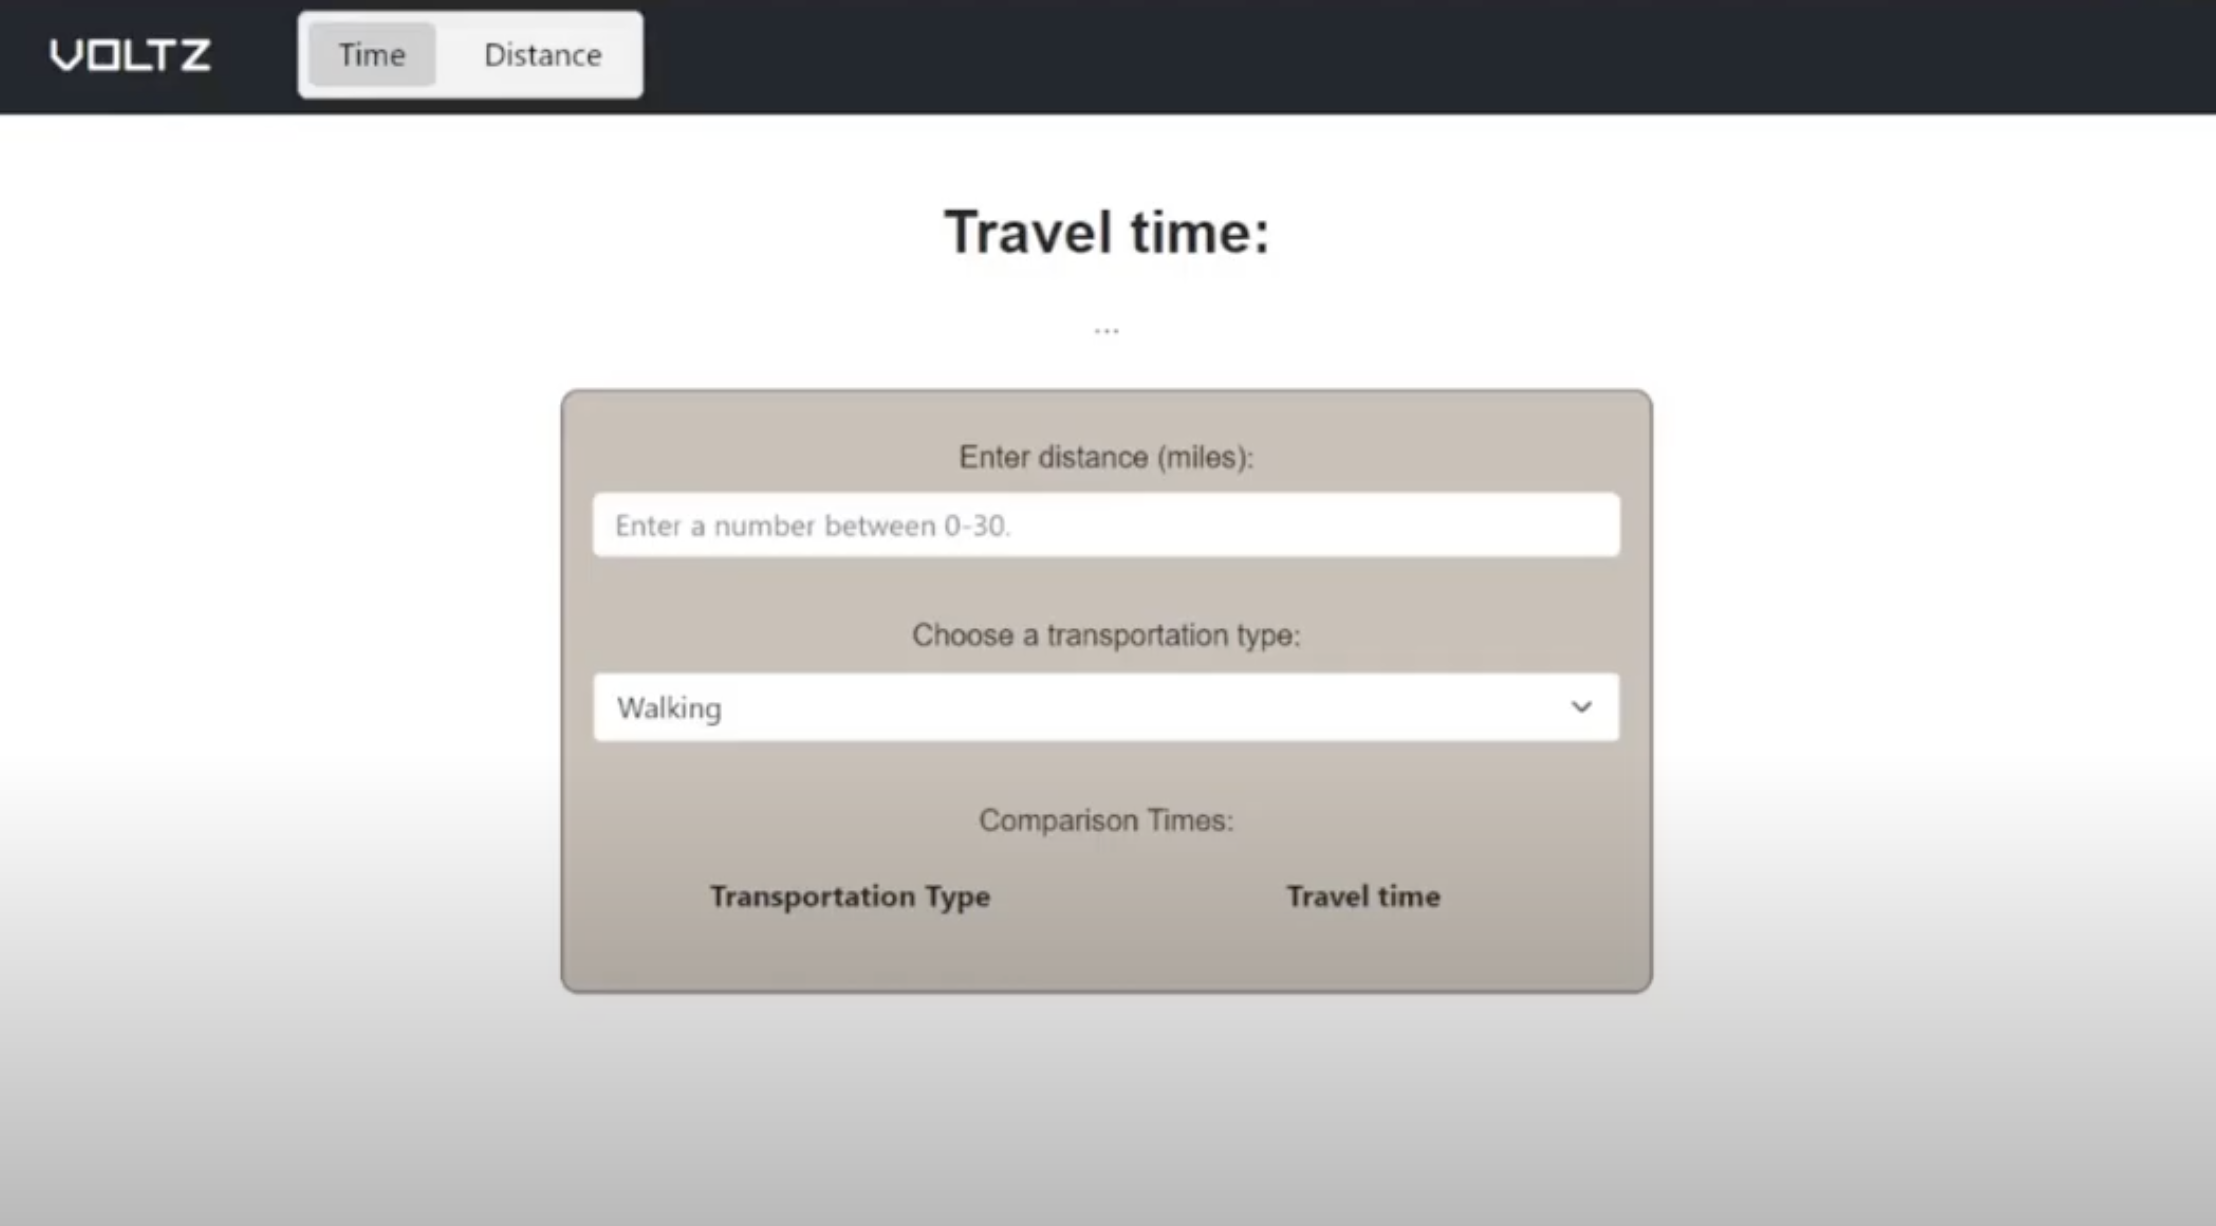 VOLTZ Time Distance
Travel time:
...
Enter distance (miles):
Enter a number between 0-30.
Choose a transportation type:
Walking
Comparison Times:
Transportation Type Travel time